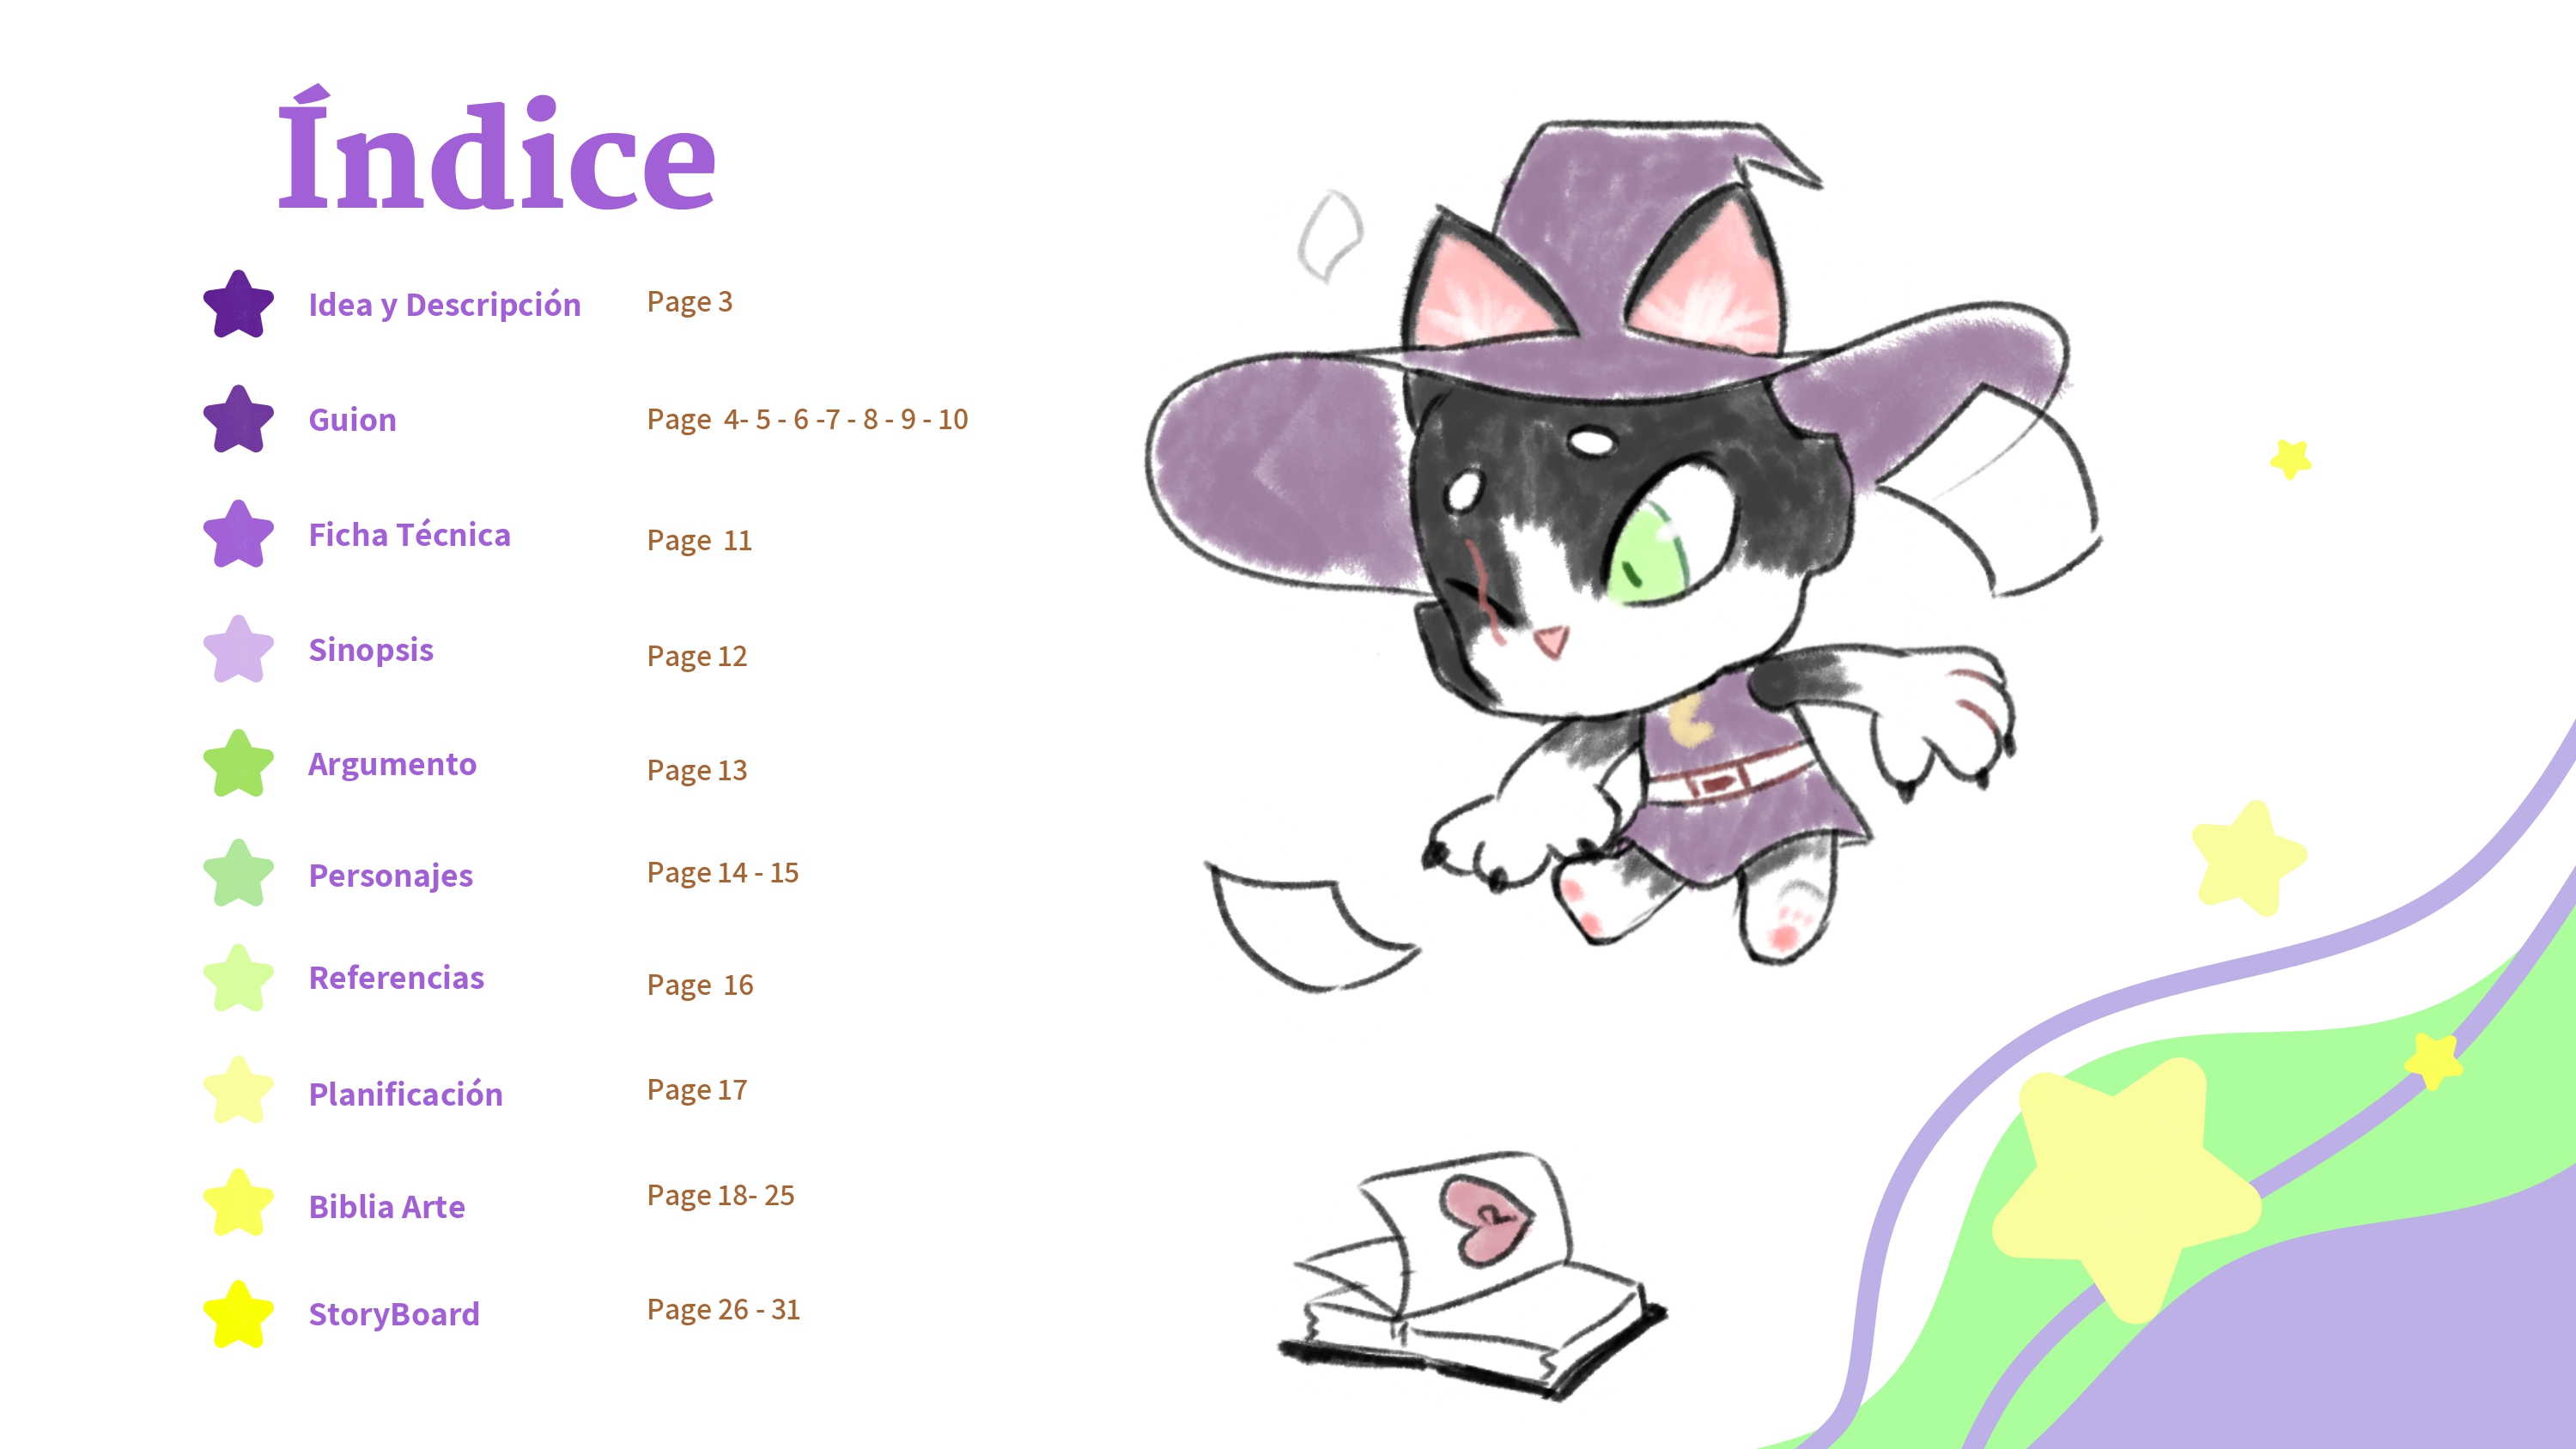 Índice
Idea y Descripción Page 3
Guion Page 4- 5 - 6 -7 - 8 - 9 - 10
Ficha Técnica Page 11
Sinopsis Page 12
Argumento Page 13
Personajes Page 14 - 15
Referencias Page 16
Planificación Page 17
Biblia Arte Page 18- 25
StoryBoard Page 26 - 31